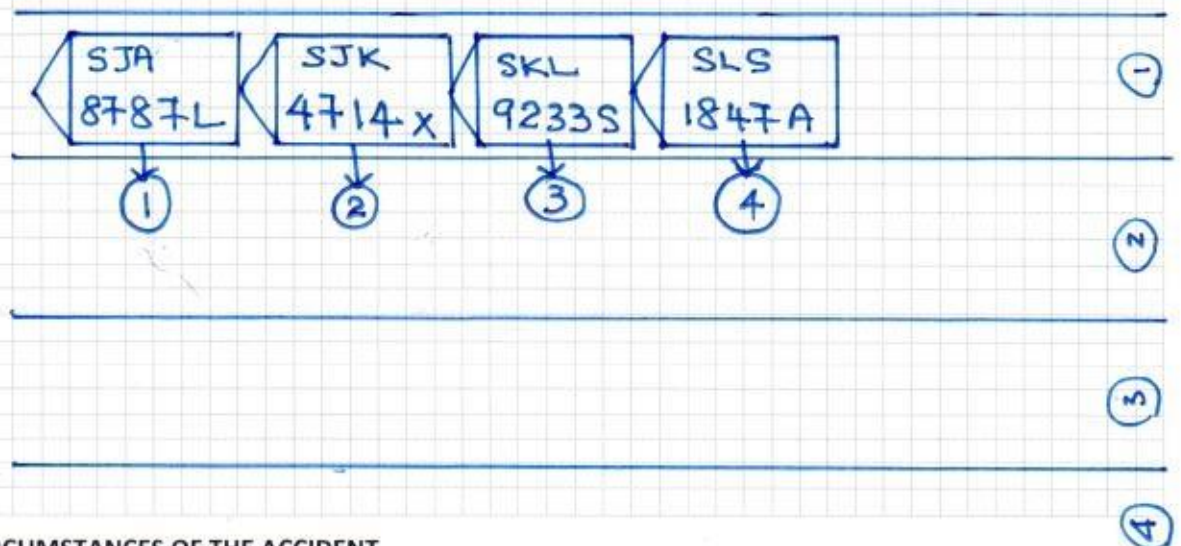 SJA
8787L
SJK
4714X
SKL
9233S
SLS
1847A
1
2
3
4
1
2
3
4
CUMSTANCES OF THE ACCIDENT